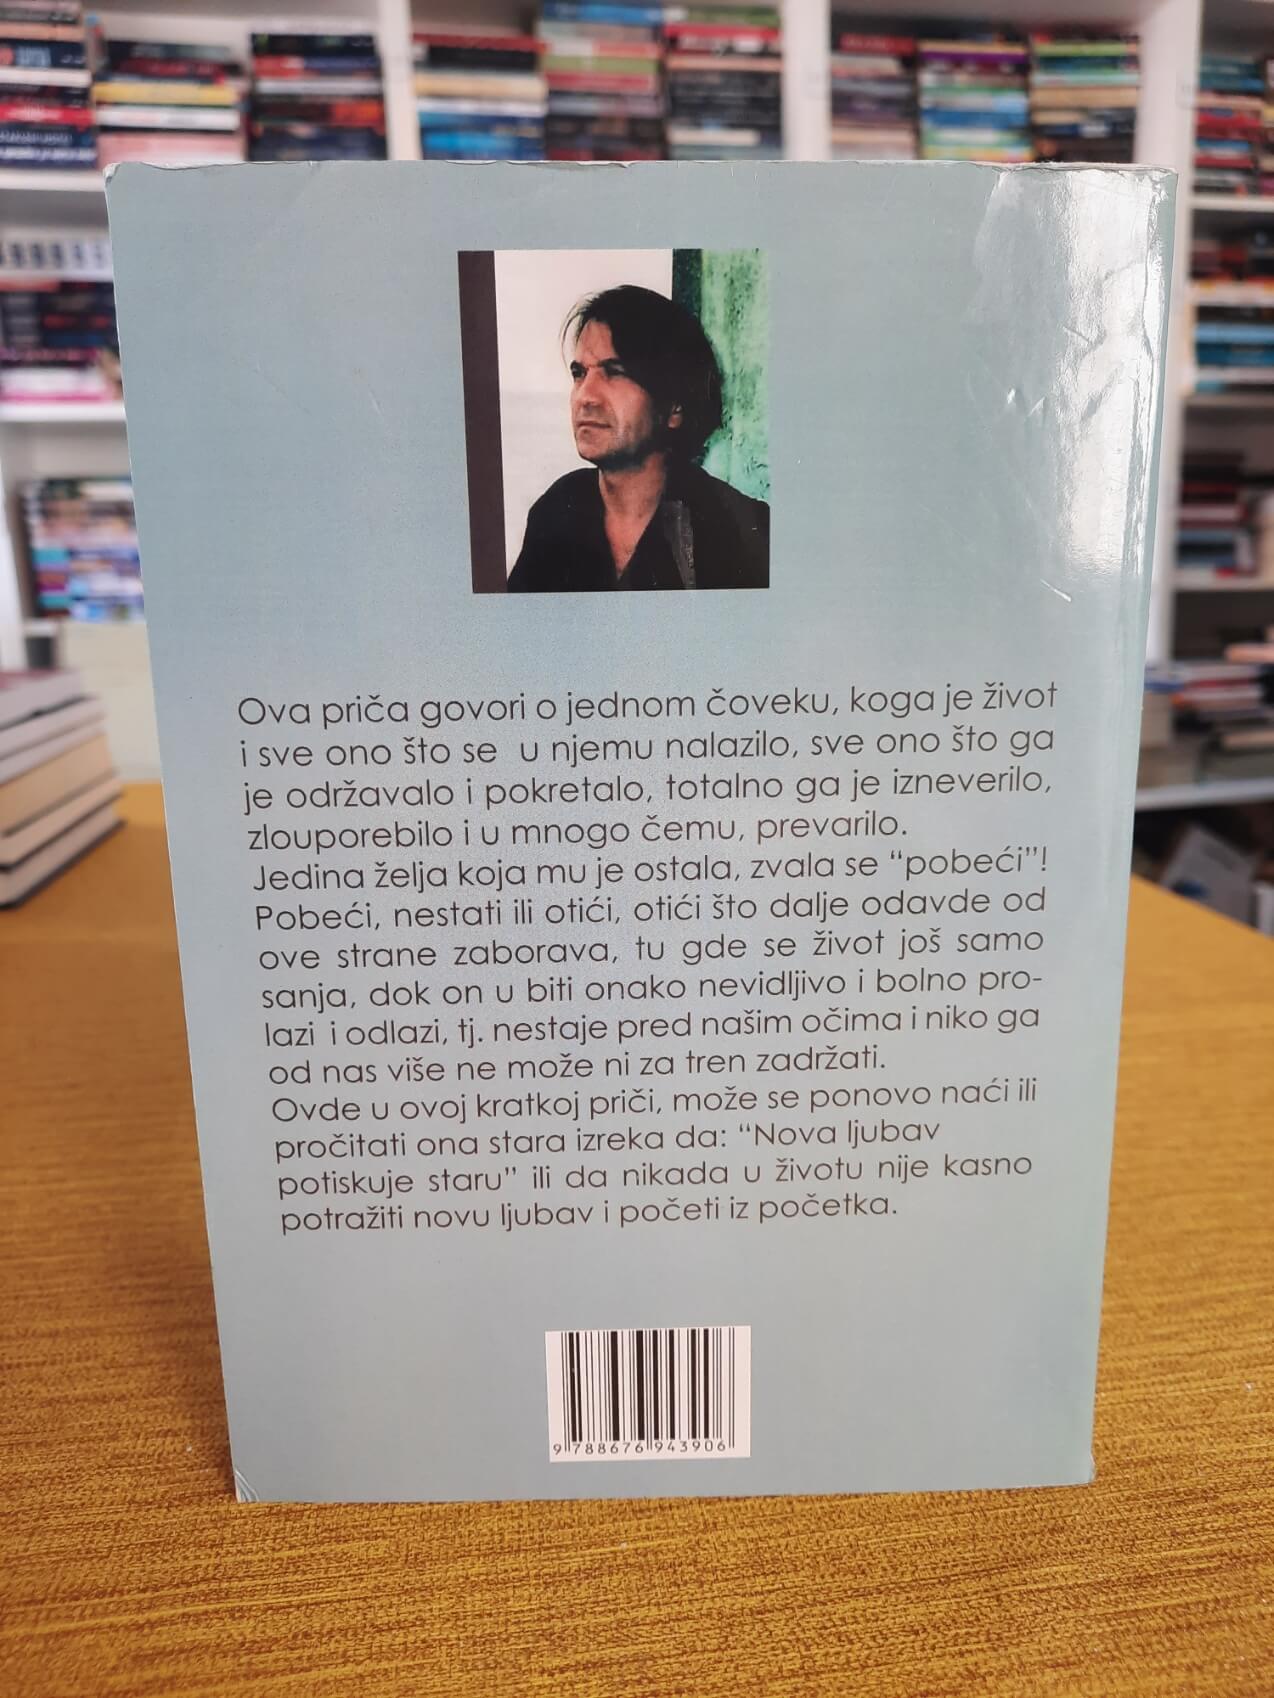 Ova priča govori o jednom čoveku, koga je život
i sve ono što se u njemu nalazilo, sve ono što ga
je održavalo i pokretalo, totalno ga je izneverilo,
zlouporebilo i u mnogo čemu, prevarilo.
Jedina želja koja mu je ostala, zvala se “pobeći”!
Pobeći, nestati ili otići, otići što dalje odavde od
ove strane zaborava, tu gde se život još samo
sanja, dok on u biti onako nevidljivo i bolno pro-
lazi i odlazi, tj. nestaje pred našim očima i niko ga
od nas više ne može ni za tren zadržati.
Ovde u ovoj kratkoj priči, može se ponovo naći ili
pročitati ona stara izreka da: “Nova ljubav
potiskuje staru” ili da nikada u životu nije kasno
potražiti novu ljubav i početi iz početka.
9 788676 943906